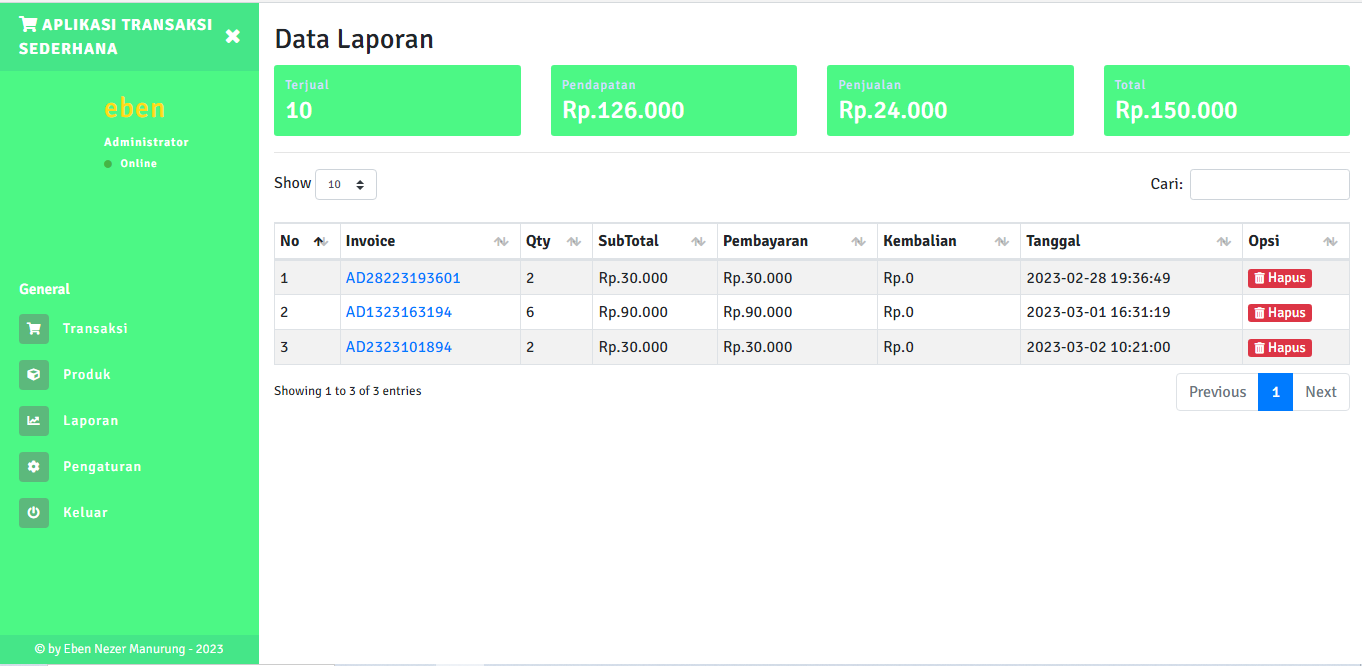 APLIKASI TRANSAKSI
SEDERHANA
eben
Administrator
Online
General
Transaksi
Produk
Laporan
Pengaturan
Keluar
© by Eben Nezer Manurung - 2023
Data Laporan
Terjual
10
Pendapatan
Rp.126.000
Penjualan
Rp.24.000
Total
Rp.150.000
Show 10
Cari:
No Invoice Qty SubTotal Pembayaran Kembalian Tanggal Opsi
1 AD28223193601 2 Rp.30.000 Rp.30.000 Rp.0 2023-02-28 19:36:49 Hapus
2 AD1323163194 6 Rp.90.000 Rp.90.000 Rp.0 2023-03-01 16:31:19 Hapus
3 AD2323101894 2 Rp.30.000 Rp.30.000 Rp.0 2023-03-02 10:21:00 Hapus
Showing 1 to 3 of 3 entries
Previous 1 Next